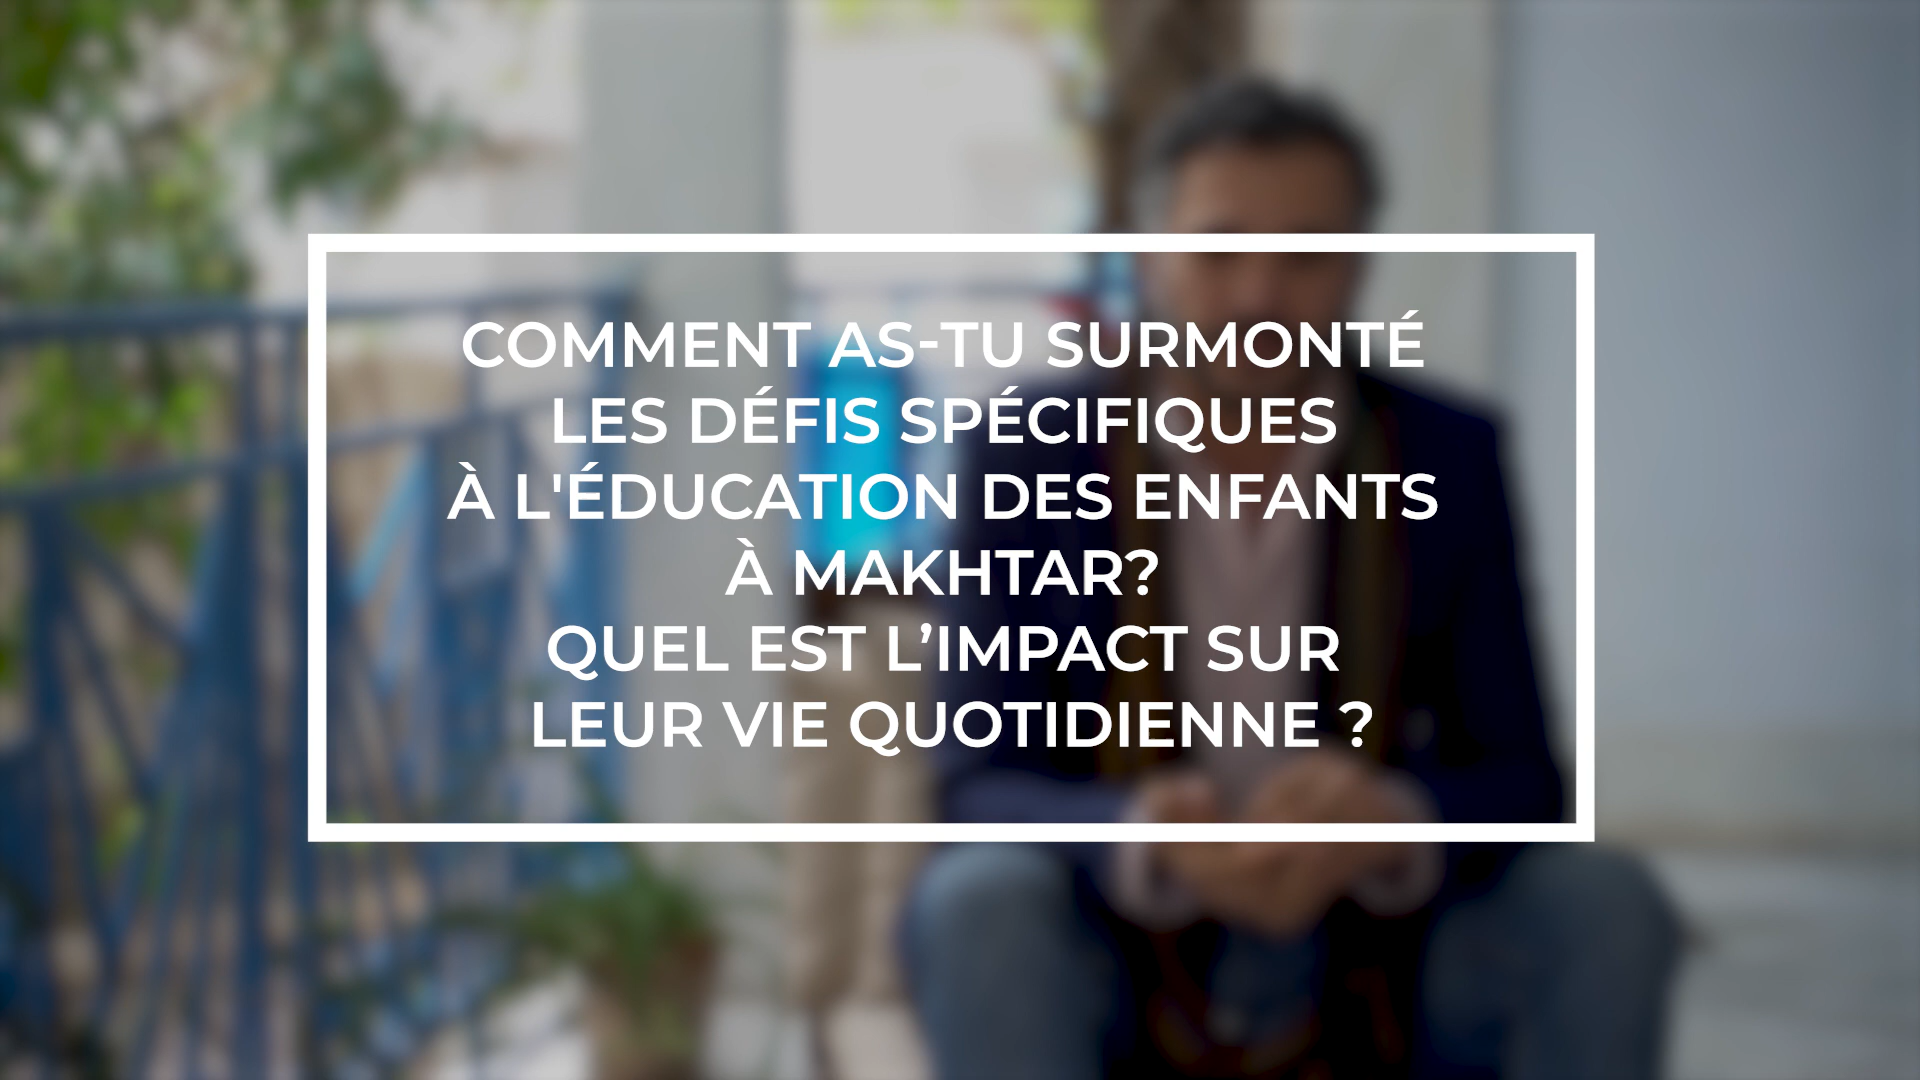 COMMENT AS-TU SURMONTÉ
LES DÉFIS SPÉCIFIQUES
À L'ÉDUCATION DES ENFANTS
À MAKHTAR?
QUEL EST L’IMPACT SUR
LEUR VIE QUOTIDIENNE ?